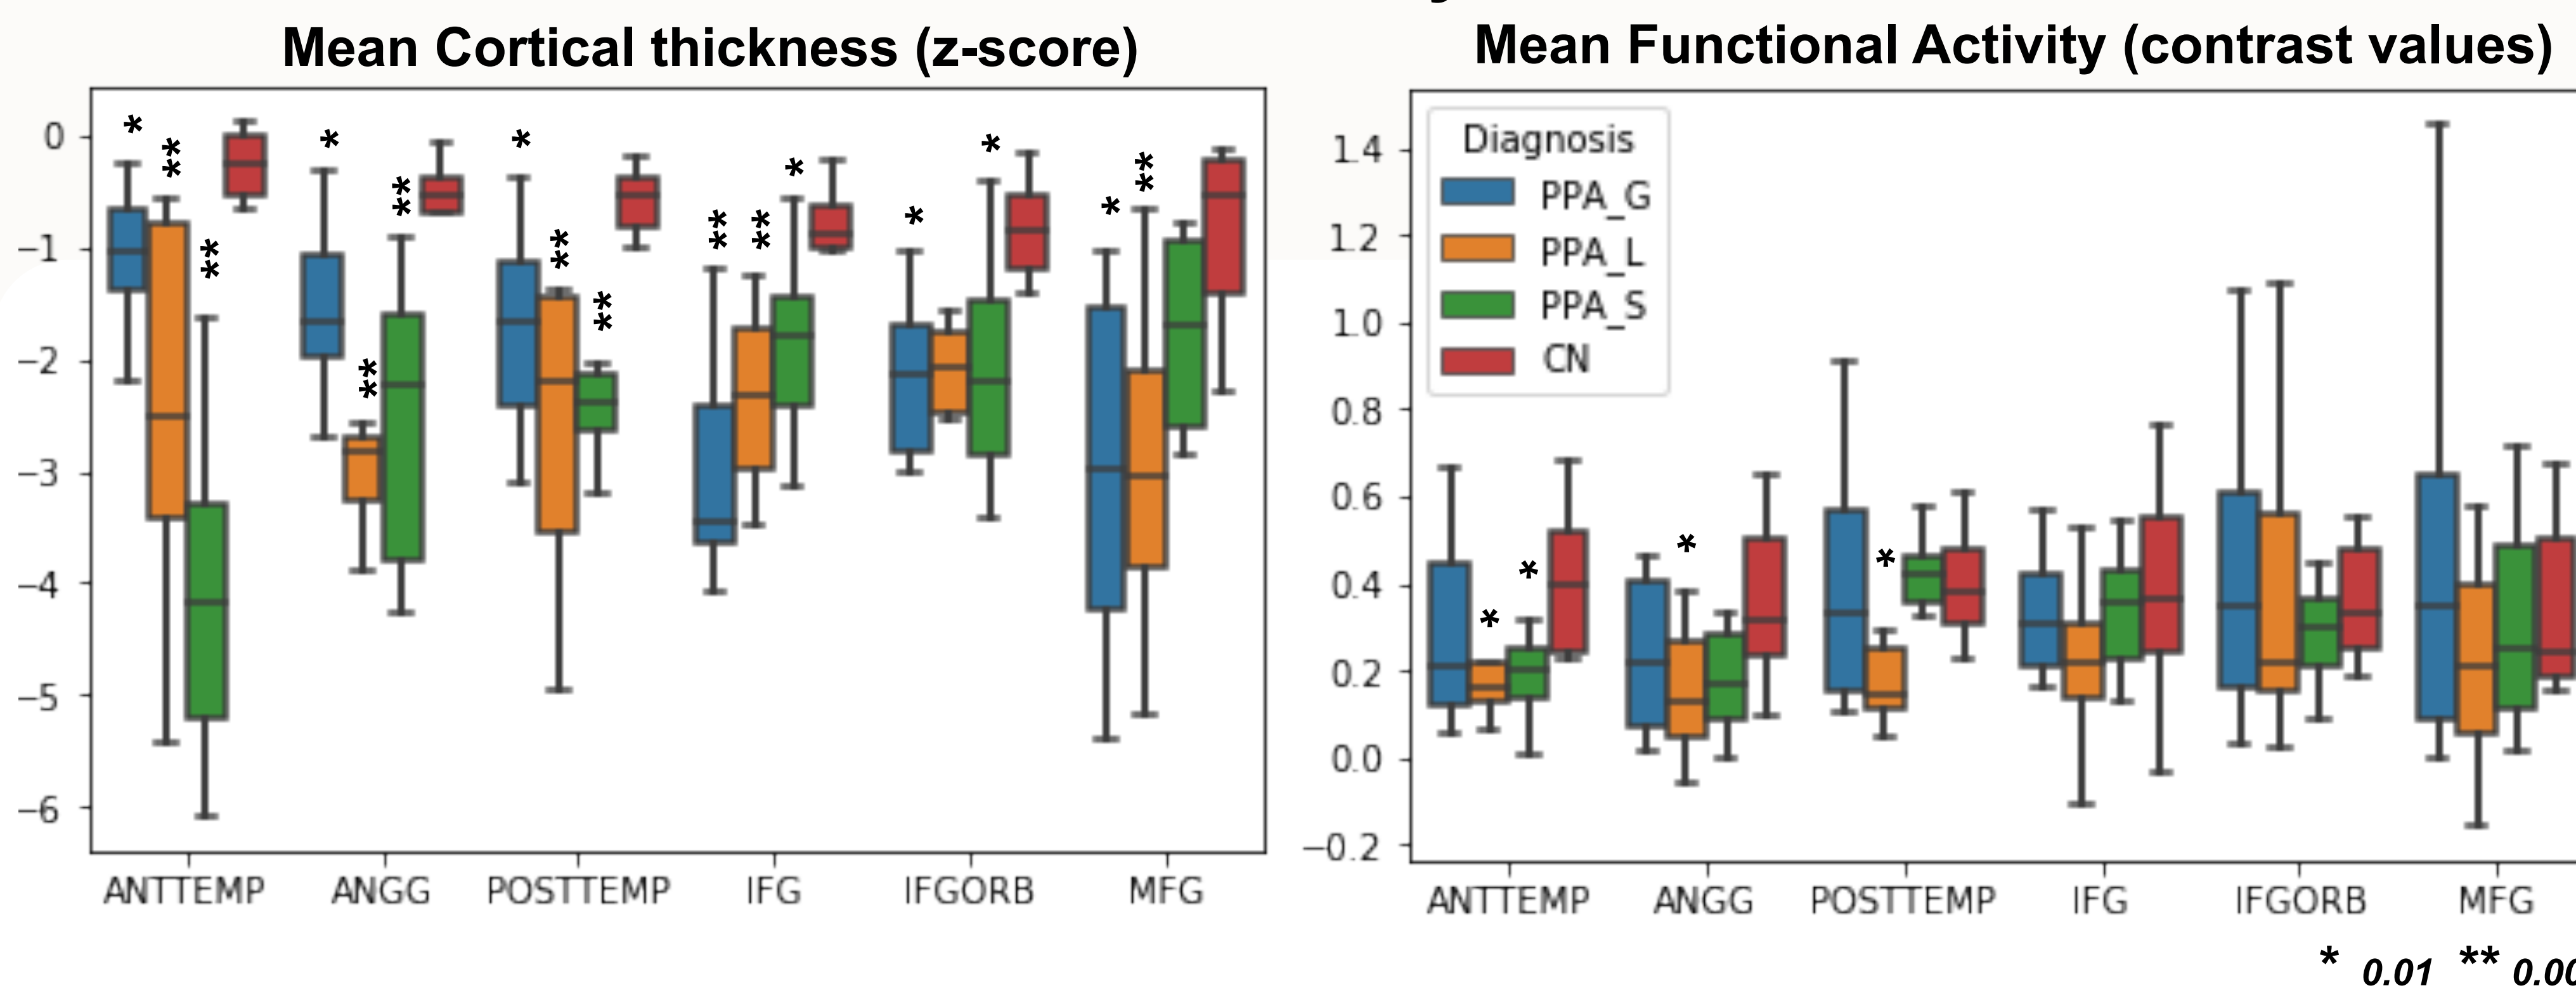 Mean Cortical thickness (z-score)
Mean Functional Activity (contrast values)
0
−1
−2
−3
−4
−5
−6
* ** ** * ** ** * ** ** ** ** * * * * **
ANTTEMP ANGG POSTTEMP IFG IFGORB MFG
Diagnosis
PPA_G
PPA_L
PPA_S
CN
1.4
1.2
1.0
0.8
0.6
0.4
0.2
0.0
−0.2
* * * *
ANTTEMP ANGG POSTTEMP IFG IFGORB MFG
* 0.01 ** 0.00